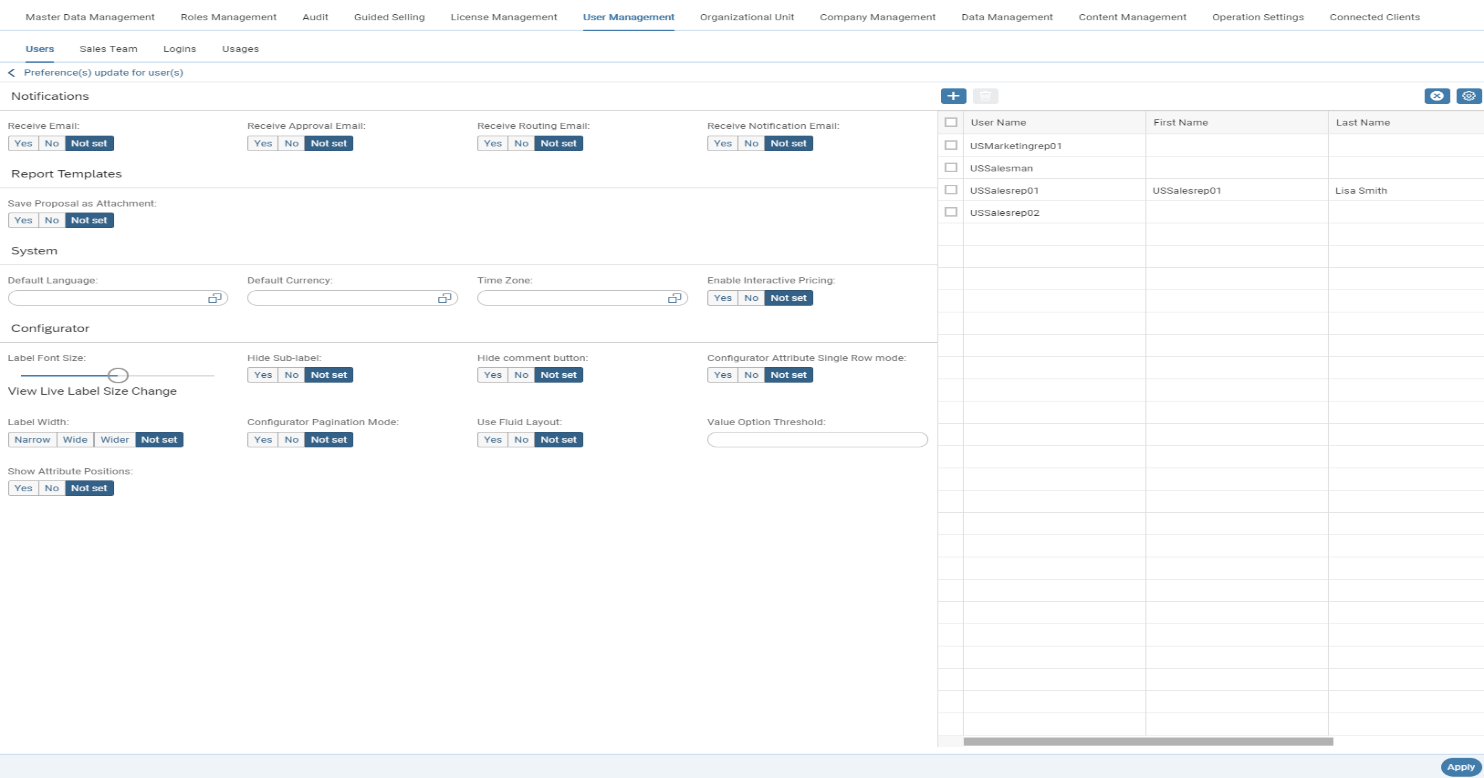 Master Data Management Roles Management Audit Guided Selling License Management User Management Organizational Unit Company Management Data Management Content Management Operation Settings Connected Clients
Users Sales Team Logins Usages
Preference(s) update for user(s)
Notifications
Receive Email: Receive Approval Email: Receive Routing Email: Receive Notification Email:
Yes No Not set Yes No Not set Yes No Not set Yes No Not set
Report Templates
Save Proposal as Attachment:
Yes No Not set
System
Default Language: Default Currency: Time Zone: Enable Interactive Pricing:
Yes No Not set
Configurator
Label Font Size: Hide Sub-label: Hide comment button: Configurator Attribute Single Row mode:
Yes No Not set Yes No Not set Yes No Not set
View Live Label Size Change
Label Width: Configurator Pagination Mode: Use Fluid Layout: Value Option Threshold:
Narrow Wide Wider Not set Yes No Not set Yes No Not set
Show Attribute Positions:
Yes No Not set
User Name First Name Last Name
USMarketingrep01
USSalesman
USSalesrep01 USSalesrep01 Lisa Smith
USSalesrep02
Apply